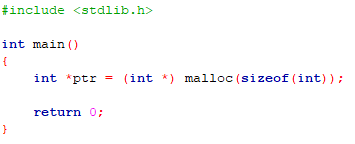 #include <stdlib.h>
int main()
{
    int *ptr = (int *) malloc(sizeof(int));
    return 0;
}